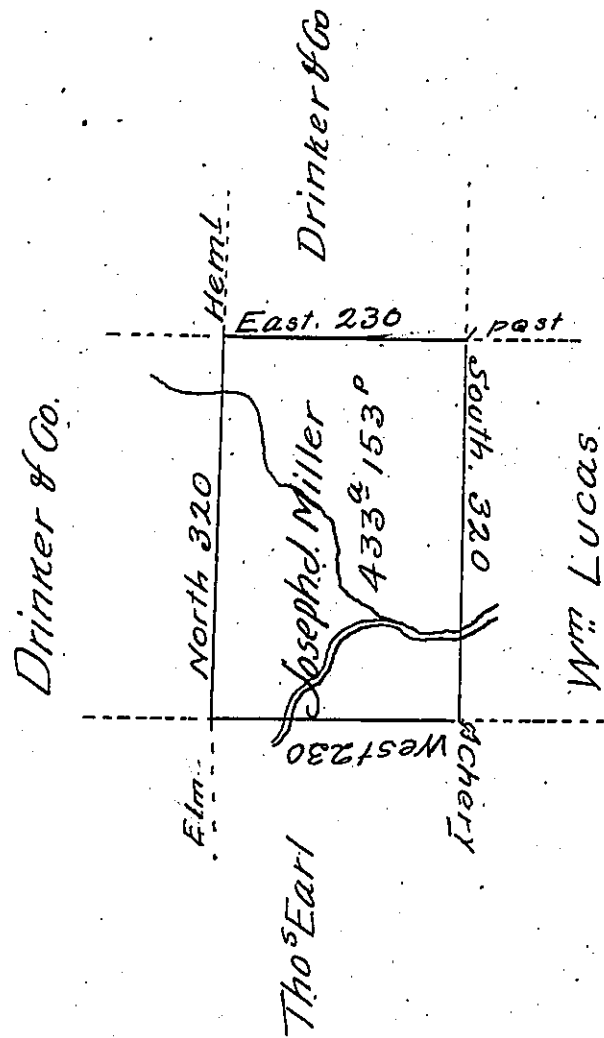 Drinker & Co.
Elm
North 320
Heml
Thos Earl
West 230
Joseph J. Miller
433a 153p
East. 230
Drinker & Co
a chery
South. 320
post
Wm Lucas